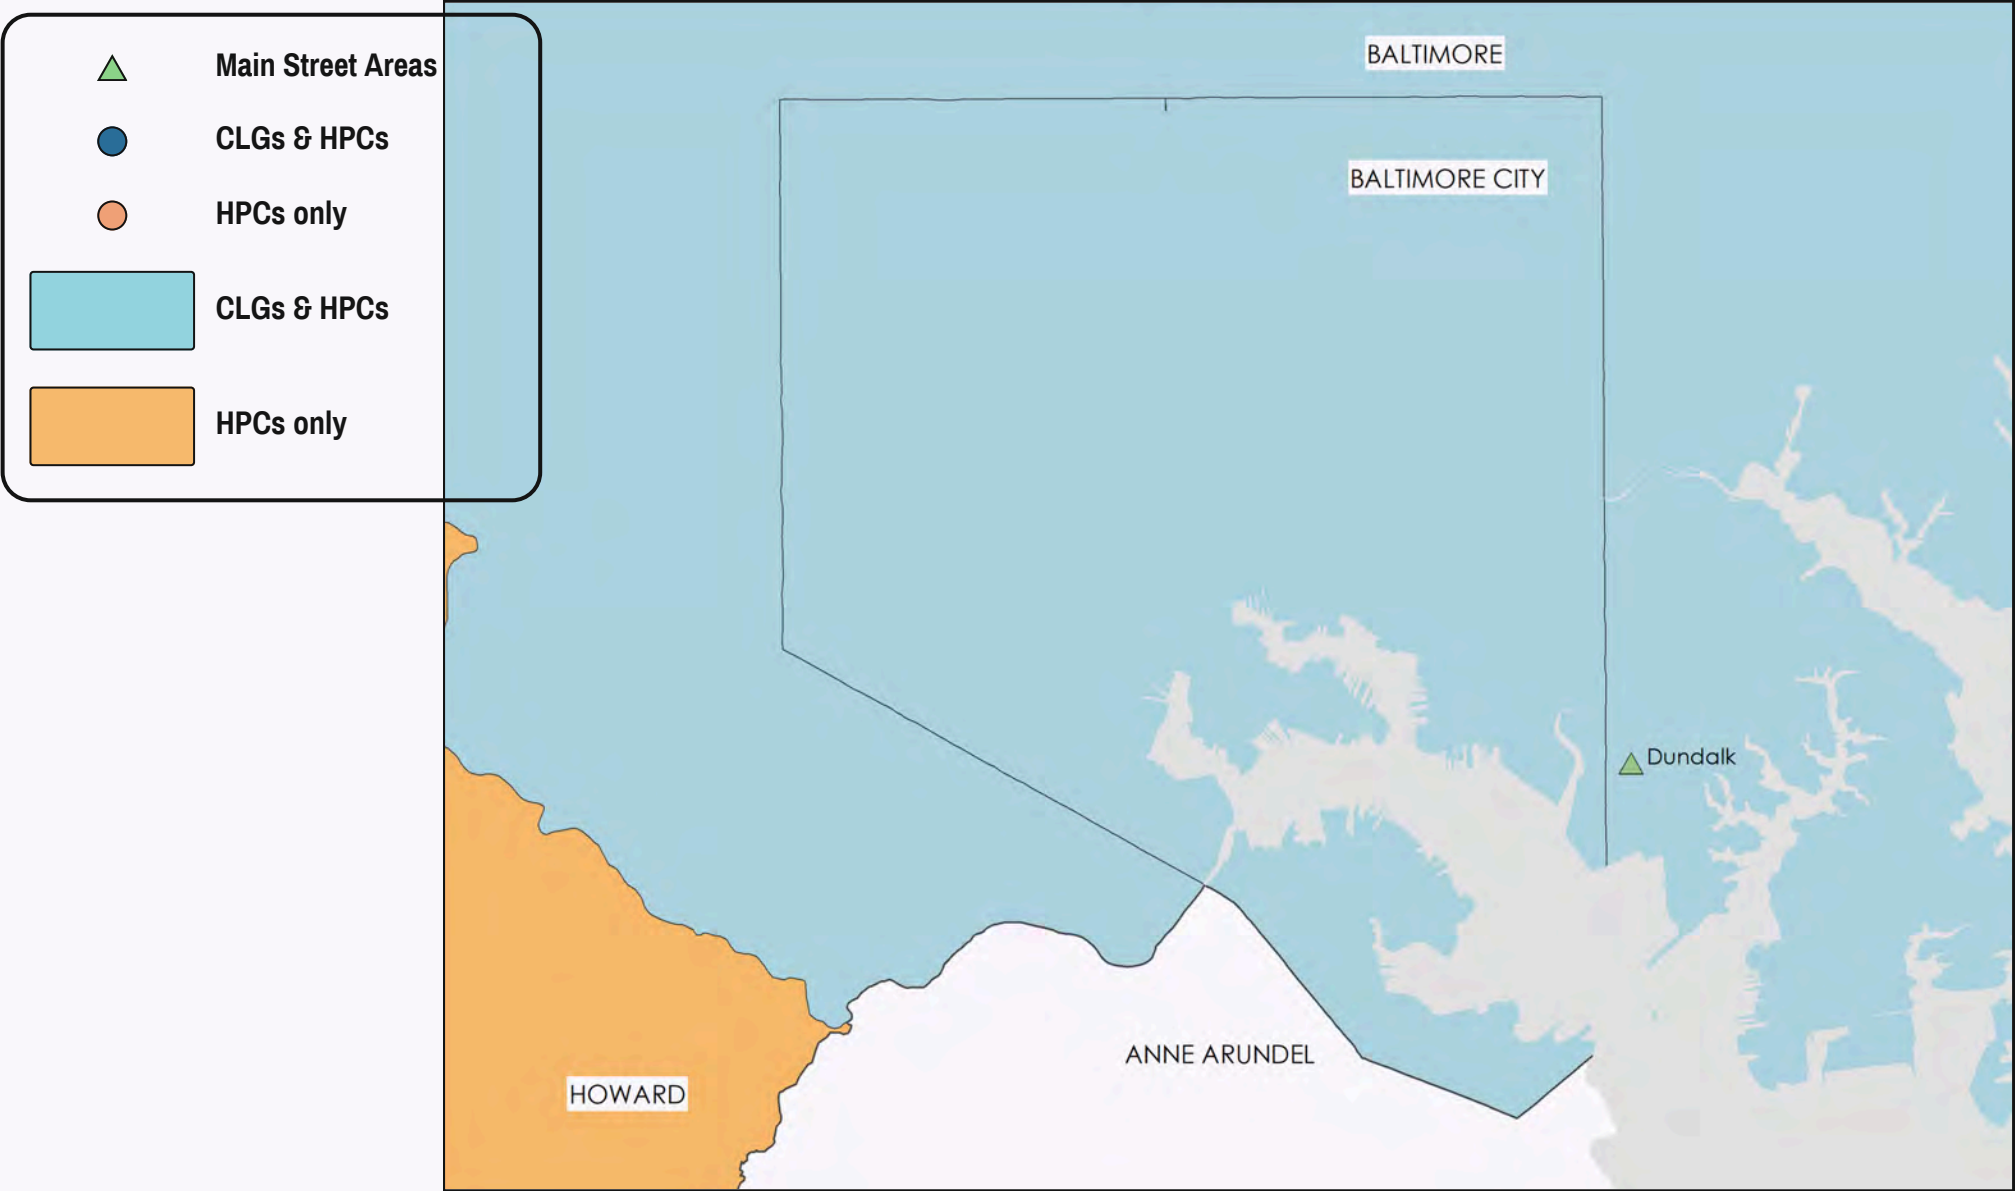 Main Street Areas
CLGs & HPCs
HPCs only
CLGs & HPCs
HPCs only
BALTIMORE
BALTIMORE CITY
Dundalk
ANNE ARUNDEL
HOWARD